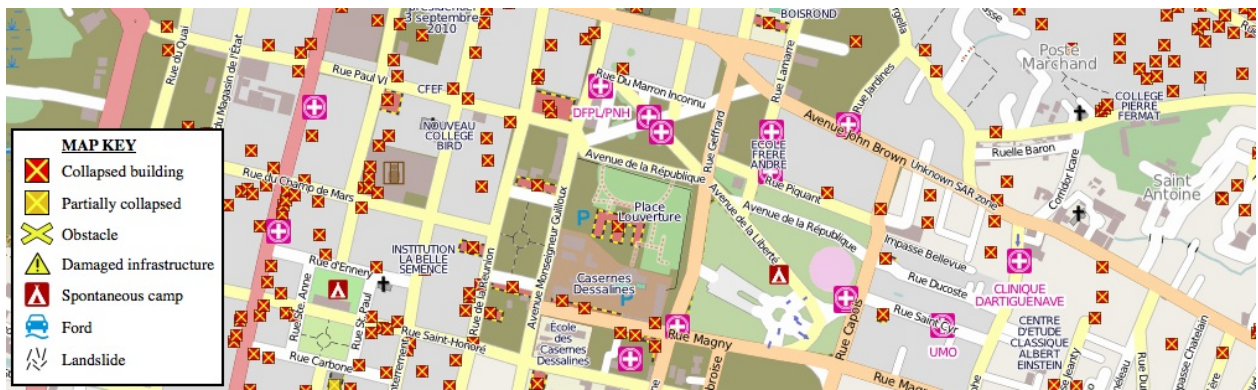 MAP KEY
Collapsed building
Partially collapsed
Obstacle
Damaged infrastructure
Spontaneous camp
Ford
Landslide
3 septembre
2010
BOISROND
Rue du Quai
du Magasin de l'État
Rue Paul VI
CFEF
NOUVEAU
COLLEGE
BIRD
DFPL/PNH
Rue Du Marron Inconnu
Rue Lamarre
Rue Jardines
Poste
Marchand
COLLÈGE
PIERRE
FERMAT
Avenue John Brown
Unknown SAR zone
Ruelle Baron
Corridor Icare
Saint
Antoine
Rue Geffrard
ECOLE
FRERE
ANDRE
Avenue de la République
Rue Piquant
Avenue de la République
Avenue de la Liberte
Rue du Champ de Mars
Place
Louverture
P
Avenue Monseigneur Guilloux
INSTITUTION
LA BELLE
SEMENCE
Rue de la Réunion
Casernes
Dessalines
P
Rue d'Ennery
Rue Ste. Anne
Rue St. Paul
Rue Saint-Honoré
Rue Carbone
Ecole
des
Casernes
Dessalines
Rue Magny
Rue Capois
Impasse Bellevue
Rue Ducoste
Rue Saint Cyr
UMO
CLINIQUE
DARTIGUENAVE
CENTRE
D'ETUDE
CLASSIQUE
ALBERT
EINSTEIN